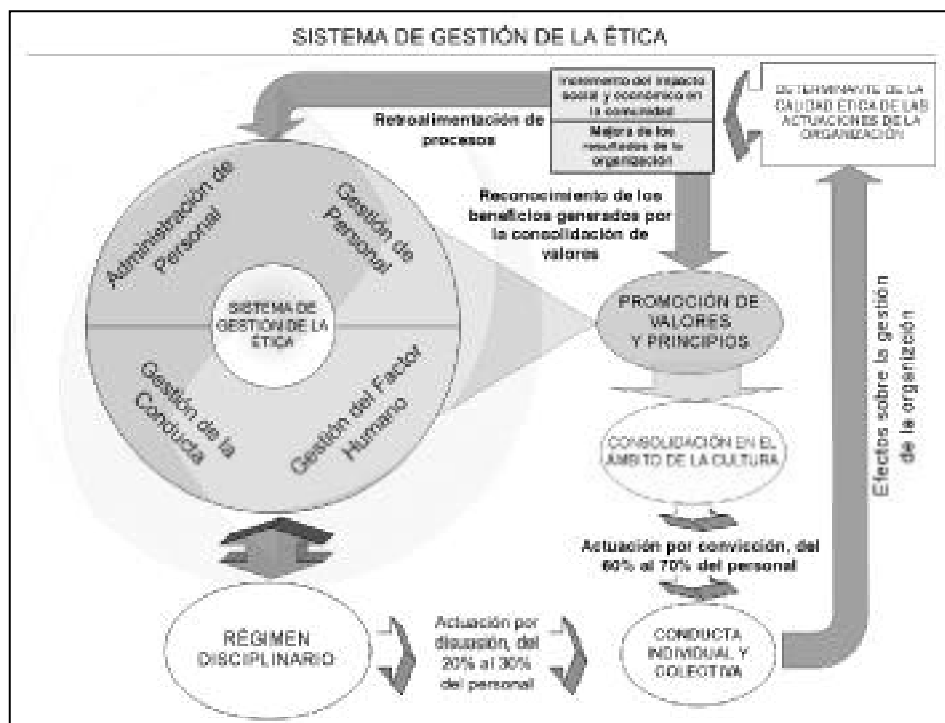 SISTEMA DE GESTIÓN DE LA ÉTICA
Incremento del impacto
social y económico en
la comunidad
Mejora de los
resultados de la
organización
DETERMINANTE DE LA
CALIDAD ÉTICA DE LAS
ACTUACIONES DE LA
ORGANIZACIÓN
Retroalimentación de
procesos
Reconocimiento de los
beneficios generados por
la consolidación de
valores
Administración de
Personal
Gestión de
Personal
SISTEMA DE
GESTIÓN DE LA
ÉTICA
Gestión de la
Conducta
Gestión del Factor
Humano
PROMOCIÓN DE
VALORES
Y PRINCIPIOS
CONSOLIDACIÓN EN EL
ÁMBITO DE LA CULTURA
Actuación por convicción, del
60% al 70% del personal
Efectos sobre la gestión
de la organización
RÉGIMEN
DISCIPLINARIO
Actuación por
disuasión, del
20% al 30%
del personal
CONDUCTA
INDIVIDUAL Y
COLECTIVA